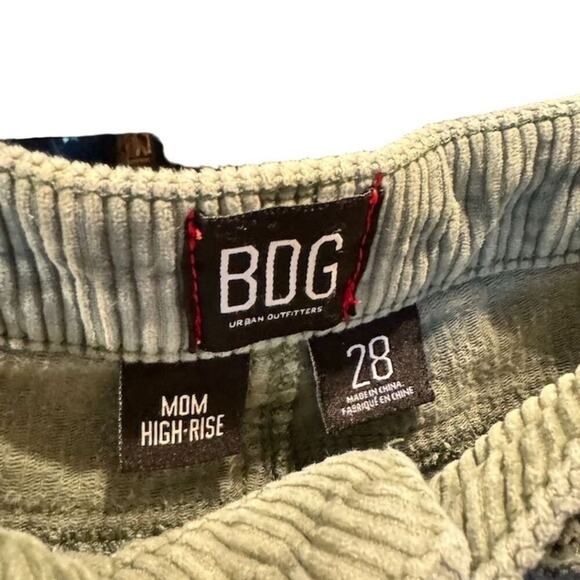 BDG
URBAN OUTFITTERS
MOM
HIGH-RISE
28
MADE IN CHINA
FABRIQUÉ EN CHINE